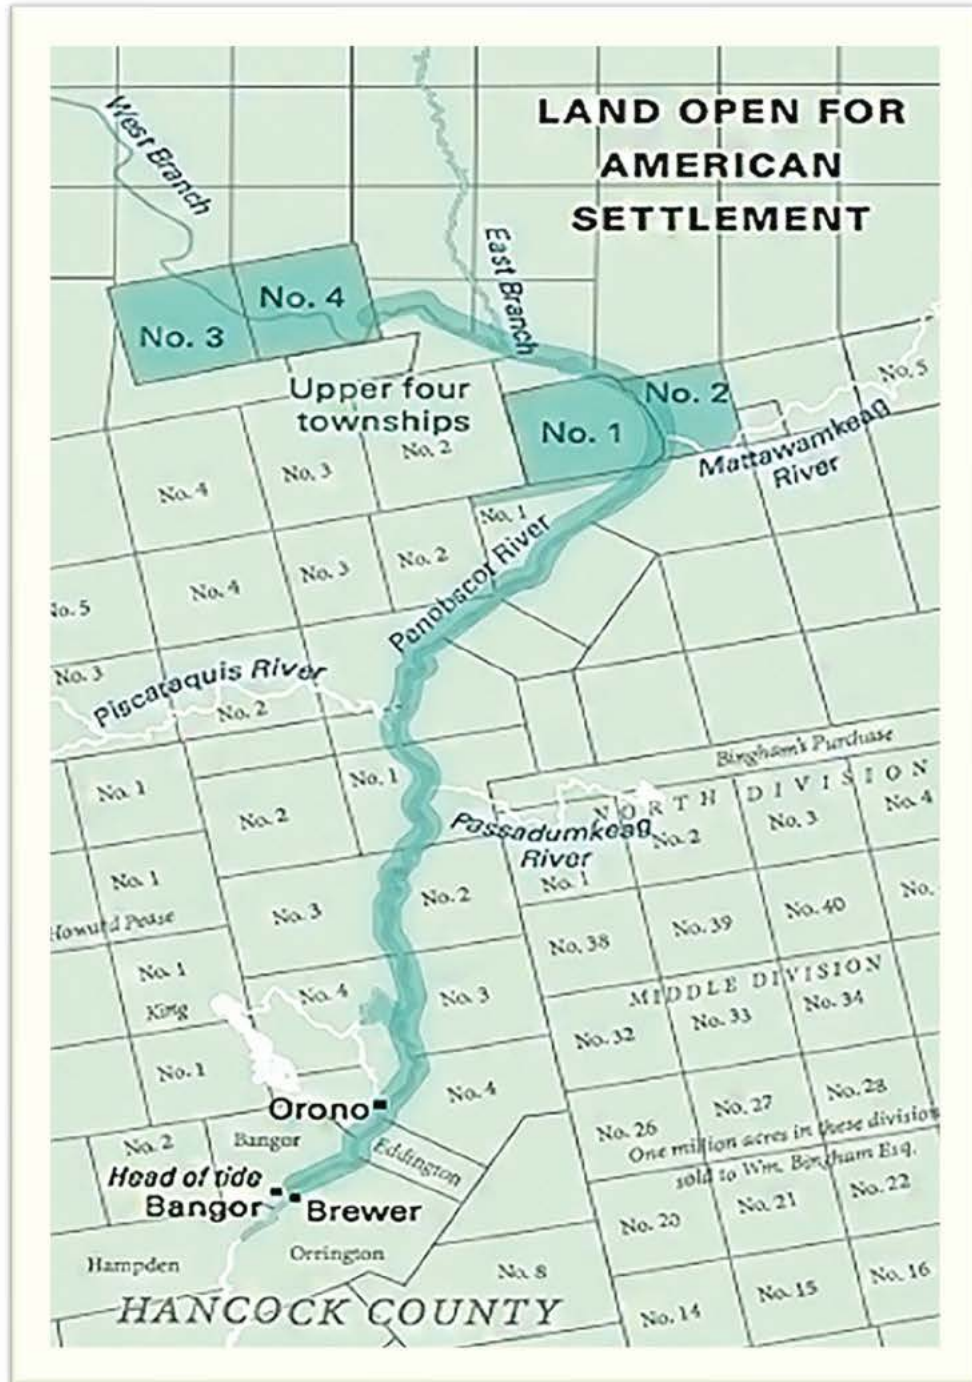 LAND OPEN FOR
AMERICAN
SETTLEMENT
West Branch
East Branch
No. 4
No. 3
No. 2
No. 1
Upper four
townships
No. 5
Mattawamkeag
River
No. 4
No. 3
No. 2
No. 1
No. 5
No. 4
No. 3
No. 2
Penobscot River
No. 3
Piscataquis River
No. 2
Bingham's Purchase
NORTH DIVISION
No. 1
No. 2
No. 1
Passadumkeag
River
No. 1
No. 2
No. 3
No. 4
No. 1
Howard Pease
No. 3
No. 2
No. 38
No. 39
No. 40
No.
No. 1
King
No. 4
No. 3
MIDDLE DIVISION
No. 32
No. 33
No. 34
No. 1
Orono
No. 4
No. 26
No. 27
No. 28
One million acres in these division
sold to Wm. Bingham Esq.
No. 2
Bangor
Eddington
Head of tide
Bangor
Brewer
No. 20
No. 21
No. 22
Hampden
Orrington
No. 8
No. 14
No. 15
No. 16
HANCOCK COUNTY